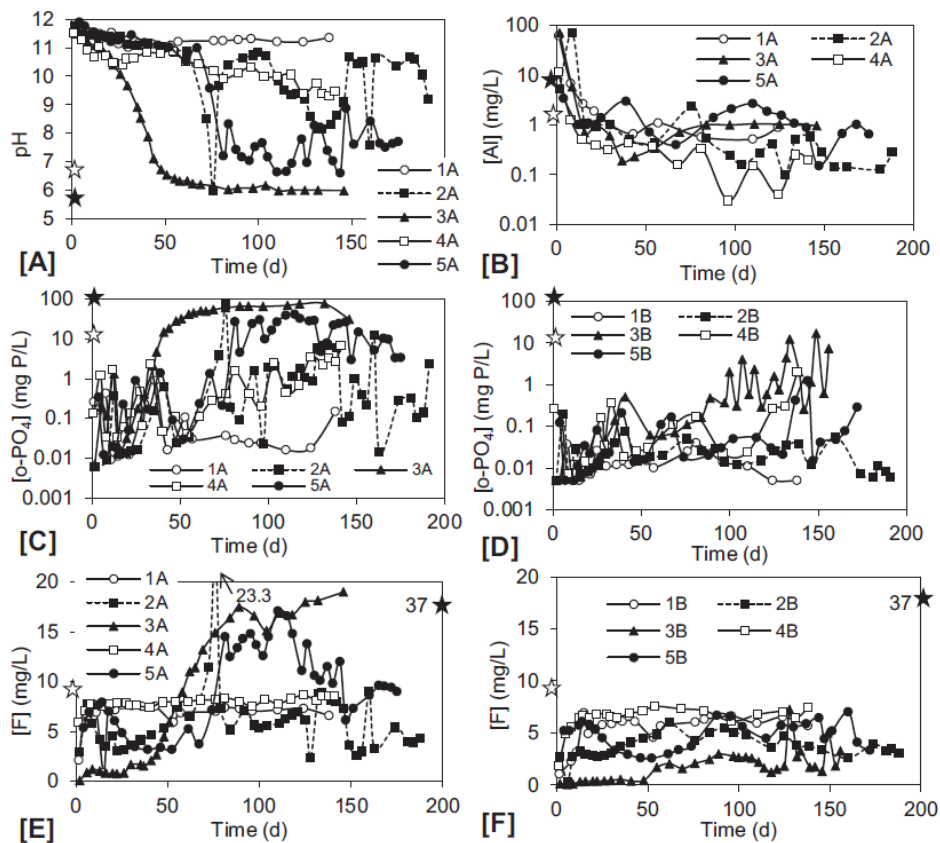 12
11
10
9
8
7
6
5
pH
0
50
100
150
Time (d)
1A
2A
3A
4A
5A
[A]
100
10
1
0.1
0.01
[Al] (mg/L)
1A
2A
3A
4A
5A
0
50
100
150
200
Time (d)
[B]
100
10
1
0.1
0.01
0.001
[o-PO₄] (mg P/L)
1A
2A
3A
4A
5A
0
50
100
150
200
Time (d)
[C]
100
10
1
0.1
0.01
0.001
[o-PO₄] (mg P/L)
1B
2B
3B
4B
5B
0
50
100
150
200
Time (d)
[D]
20
15
10
5
0
[F] (mg/L)
1A
2A
3A
4A
5A
23.3
37
0
50
100
150
200
Time (d)
[E]
20
15
10
5
0
[F] (mg/L)
1B
2B
3B
4B
5B
37
0
50
100
150
200
Time (d)
[F]